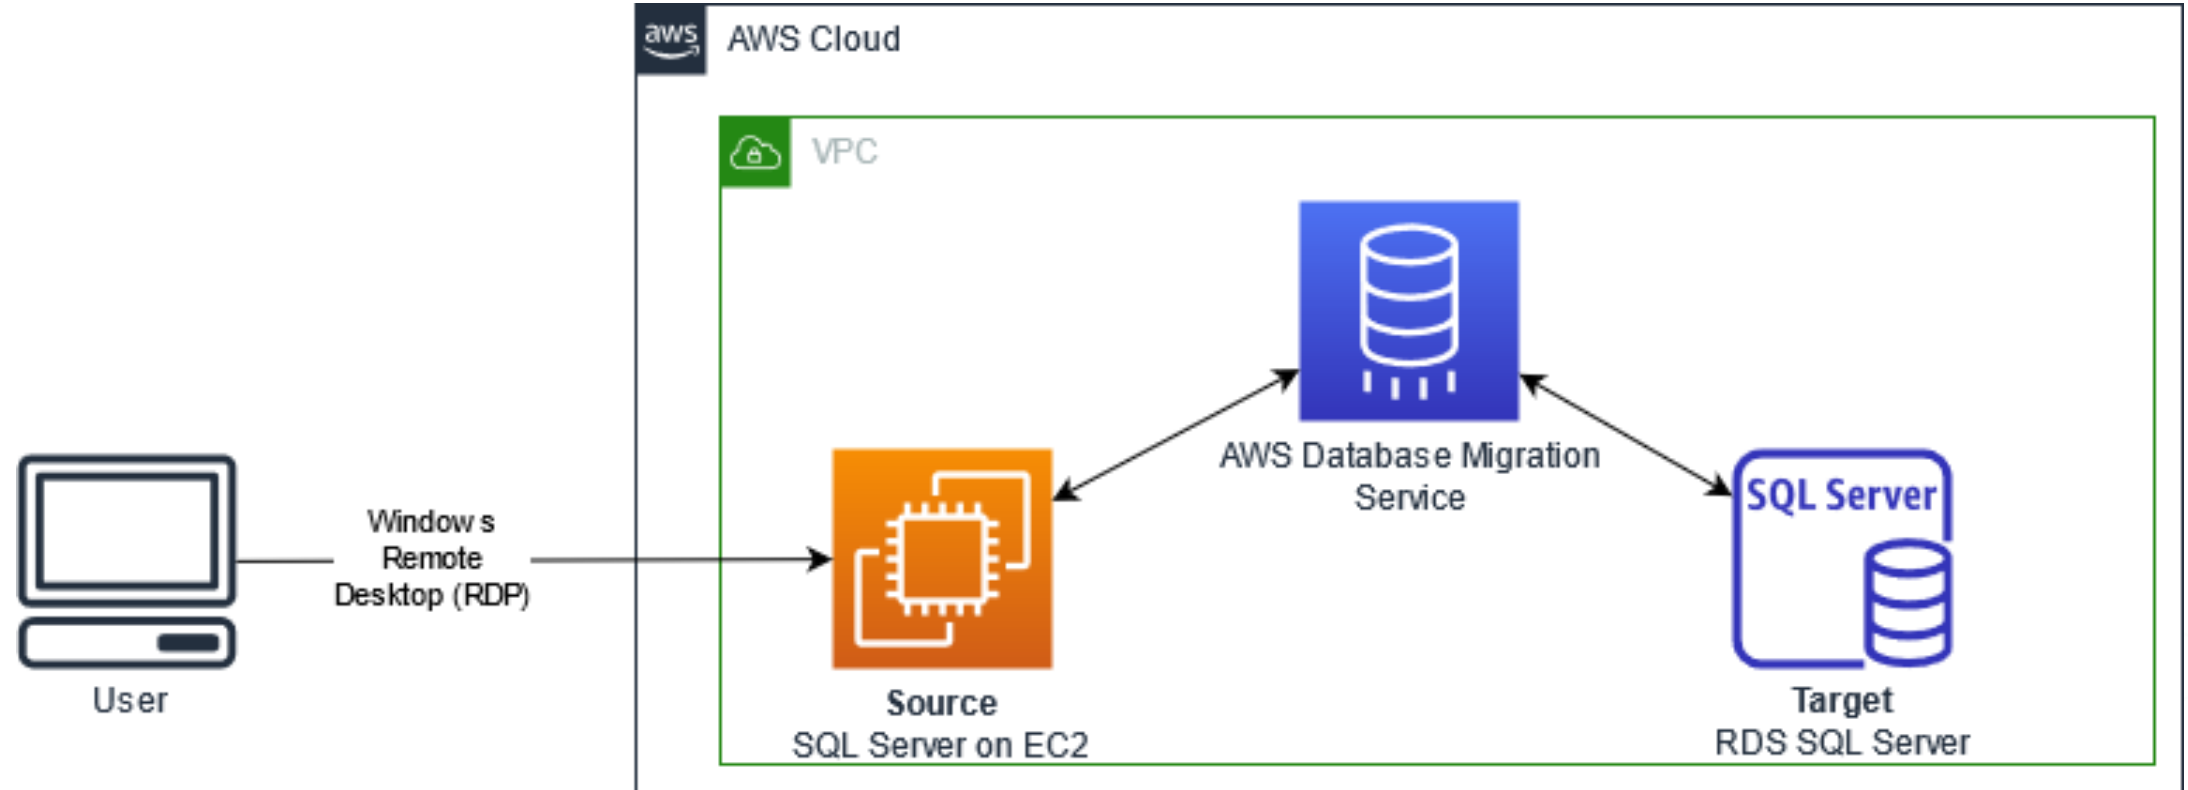 aws
AWS Cloud
VPC
AWS Database Migration
Service
SQL Server
Windows
Remote
Desktop (RDP)
User
Source
SQL Server on EC2
Target
RDS SQL Server